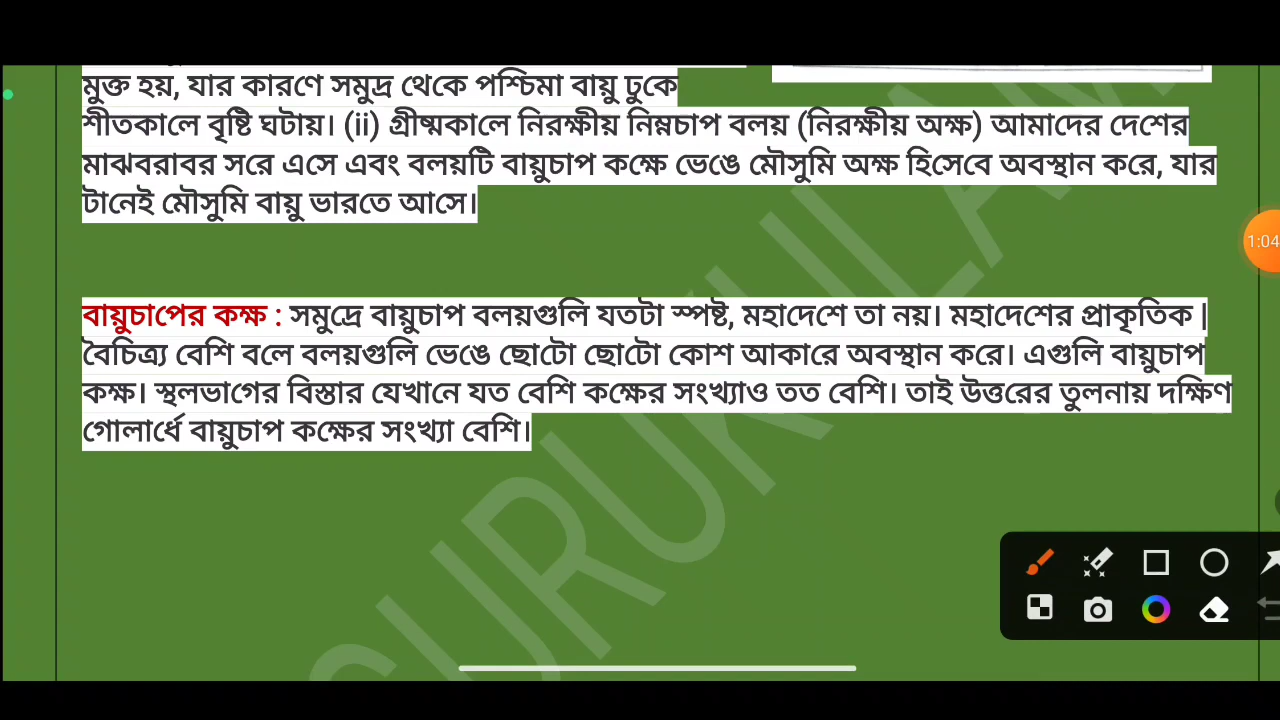 মুক্ত হয়, যার কারণে সমুদ্র থেকে পশ্চিমা বায়ু ঢুকে
শীতকালে বৃষ্টি ঘটায়। (ii) গ্রীষ্মকালে নিরক্ষীয় নিম্নচাপ বলয় (নিরক্ষীয় অক্ষ) আমাদের দেশের
মাঝবরাবর সরে এসে এবং বলয়টি বায়ুচাপ কক্ষে ভেঙে মৌসুমি অক্ষ হিসেবে অবস্থান করে, যার
টানেই মৌসুমি বায়ু ভারতে আসে।
1:04
বায়ুচাপের কক্ষ : সমুদ্রে বায়ুচাপ বলয়গুলি যতটা স্পষ্ট, মহাদেশে তা নয়। মহাদেশের প্রাকৃতিক |
বৈচিত্র্য বেশি বলে বলয়গুলি ভেঙে ছোটো ছোটো কোশ আকারে অবস্থান করে। এগুলি বায়ুচাপ
কক্ষ। স্থলভাগের বিস্তার যেখানে যত বেশি কক্ষের সংখ্যাও তত বেশি। তাই উত্তরের তুলনায় দক্ষিণ
গোলার্ধে বায়ুচাপ কক্ষের সংখ্যা বেশি।